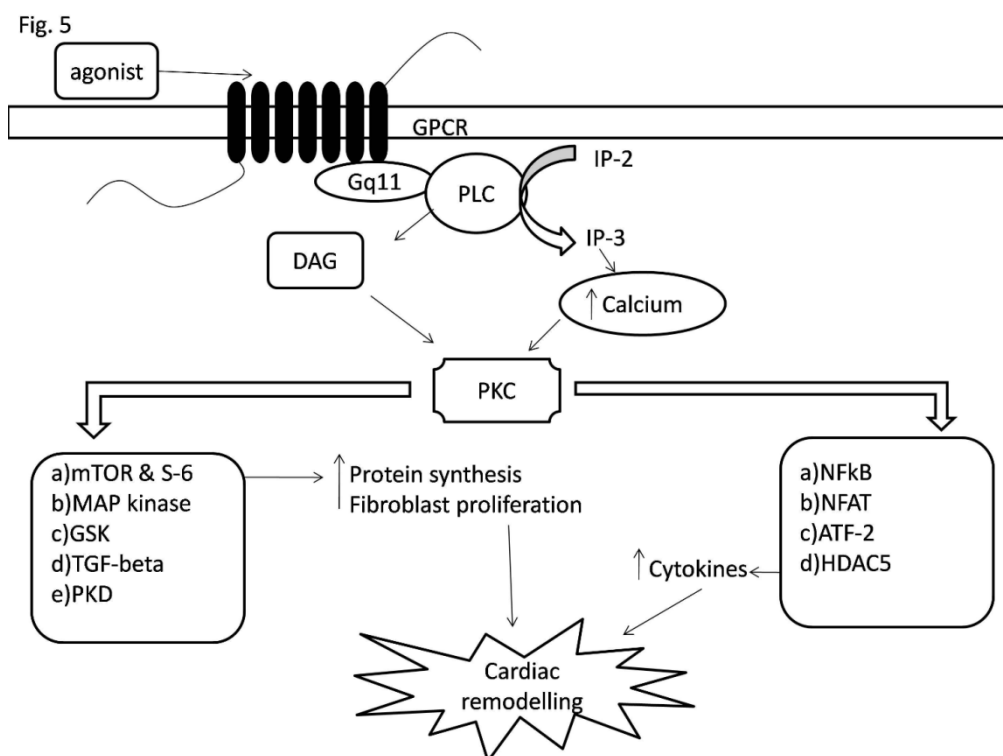 Fig. 5
agonist
GPCR
Gq11
PLC
IP-2
IP-3
DAG
↑ Calcium
PKC
a)mTOR & S-6
b)MAP kinase
c)GSK
d)TGF-beta
e)PKD
↑ Protein synthesis
Fibroblast proliferation
a)NFkB
b)NFAT
c)ATF-2
d)HDAC5
↑ Cytokines
Cardiac
remodelling